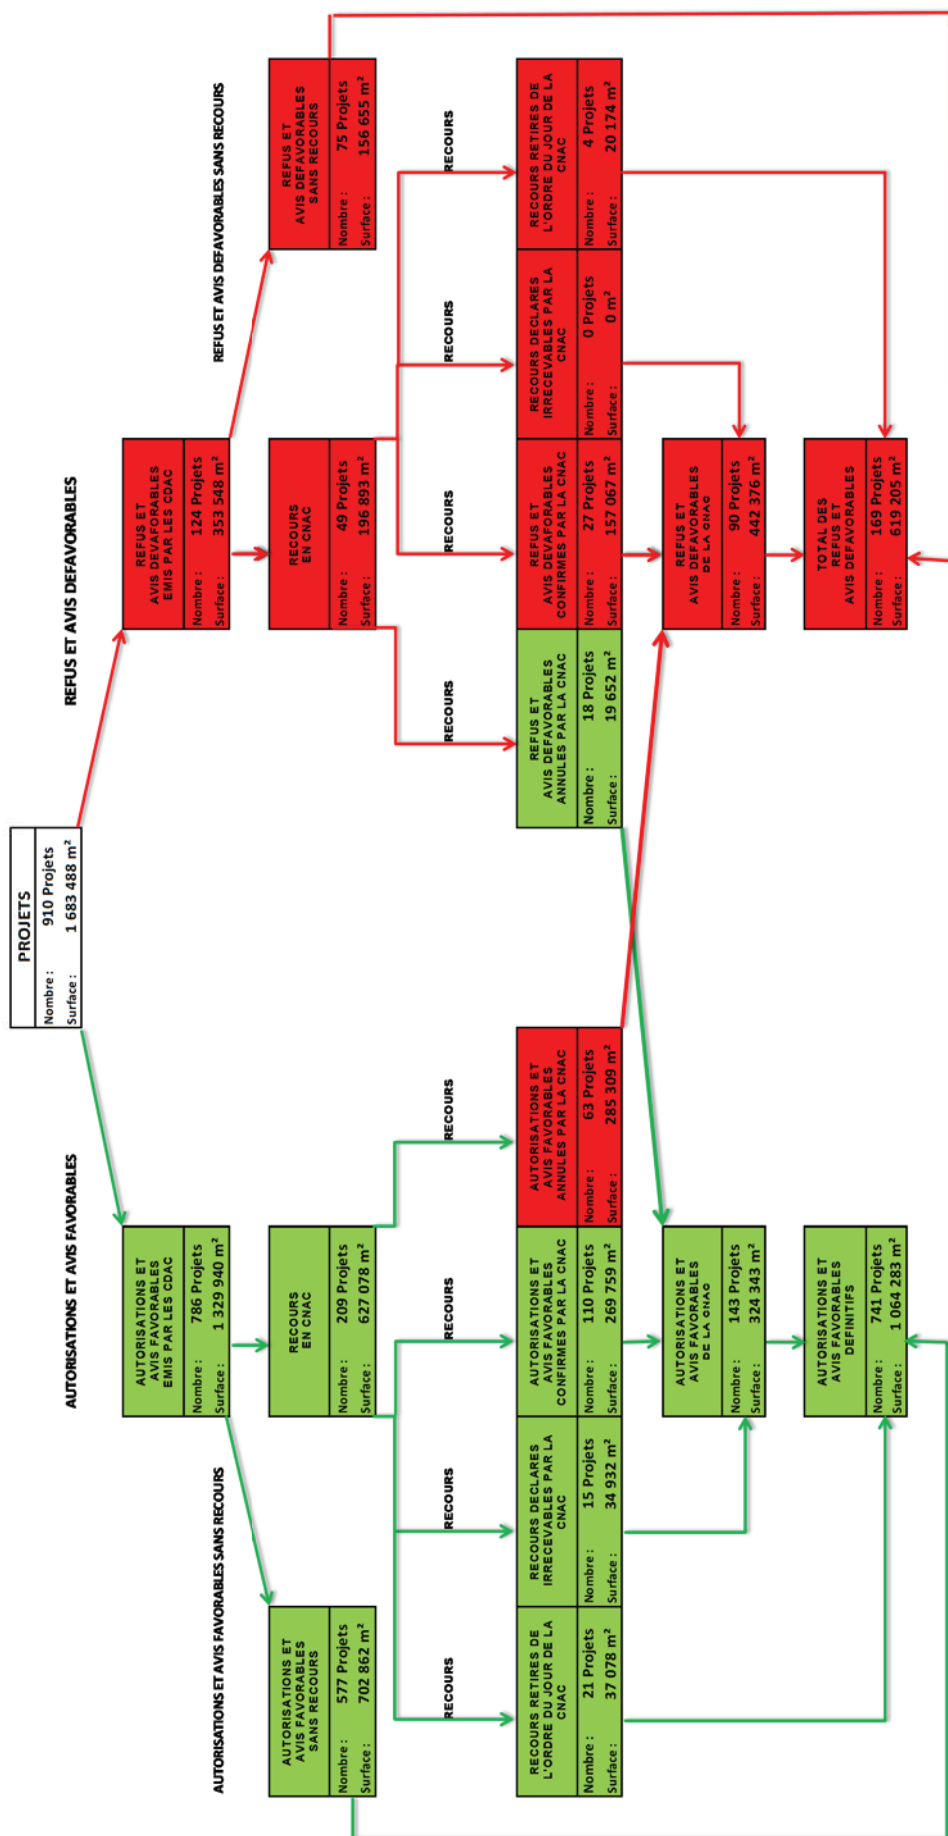 PROJETS
Nombre : 910 Projets
Surface : 1 683 488 m²
AUTORISATIONS ET AVIS FAVORABLES
REFUS ET AVIS DEFAVORABLES
AUTORISATIONS ET
AVIS FAVORABLES
EMIS PAR LES CDAC
Nombre : 786 Projets
Surface : 1 329 940 m²
REFUS ET
AVIS DEVAFORABLES
EMIS PAR LES CDAC
Nombre : 124 Projets
Surface : 353 548 m²
AUTORISATIONS ET AVIS FAVORABLES SANS RECOURS
REFUS ET AVIS DEFAVORABLES SANS RECOURS
AUTORISATIONS ET
AVIS FAVORABLES
SANS RECOURS
Nombre : 577 Projets
Surface : 702 862 m²
RECOURS
EN CNAC
Nombre : 209 Projets
Surface : 627 078 m²
RECOURS
EN CNAC
Nombre : 49 Projets
Surface : 196 893 m²
REFUS ET
AVIS DEFAVORABLES
SANS RECOURS
Nombre : 75 Projets
Surface : 156 655 m²
RECOURS
RECOURS
RECOURS
RECOURS
RECOURS
RECOURS
RECOURS
RECOURS
RECOURS RETIRES DE
L'ORDRE DU JOUR DE LA
CNAC
Nombre : 21 Projets
Surface : 37 078 m²
RECOURS DECLARES
IRRECEVABLES PAR LA
CNAC
Nombre : 15 Projets
Surface : 34 932 m²
AUTORISATIONS ET
AVIS FAVORABLES
CONFIRMES PAR LA CNAC
Nombre : 110 Projets
Surface : 269 759 m²
AUTORISATIONS ET
AVIS FAVORABLES
ANNULES PAR LA CNAC
Nombre : 63 Projets
Surface : 285 309 m²
REFUS ET
AVIS DEFAVORABLES
ANNULES PAR LA CNAC
Nombre : 18 Projets
Surface : 19 652 m²
REFUS ET
AVIS DEVAFORABLES
CONFIRMES PAR LA CNAC
Nombre : 27 Projets
Surface : 157 067 m²
RECOURS DECLARES
IRRECEVABLES PAR LA
CNAC
Nombre : 0 Projets
Surface : 0 m²
RECOURS RETIRES DE
L'ORDRE DU JOUR DE LA
CNAC
Nombre : 4 Projets
Surface : 20 174 m²
AUTORISATIONS ET
AVIS FAVORABLES
DE LA CNAC
Nombre : 143 Projets
Surface : 324 343 m²
REFUS ET
AVIS DEFAVORABLES
DE LA CNAC
Nombre : 90 Projets
Surface : 442 376 m²
AUTORISATIONS ET
AVIS FAVORABLES
DEFINITIFS
Nombre : 741 Projets
Surface : 1 064 283 m²
TOTAL DES
REFUS ET
AVIS DEFAVORABLES
Nombre : 169 Projets
Surface : 619 205 m²